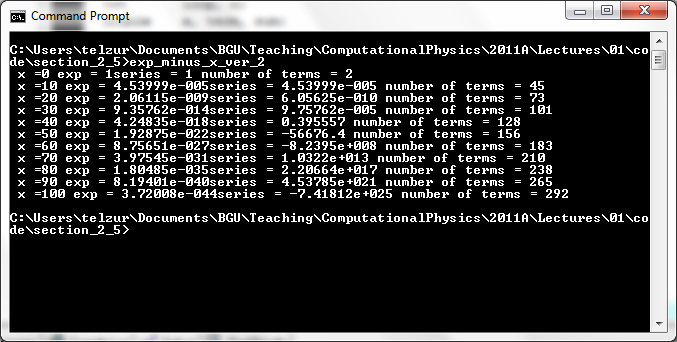 Command Prompt
C:\Users\telzur\Documents\BGU\Teaching\ComputationalPhysics\2011A\Lectures\01\co
de\section_2_5>exp_minus_x_ver_2
x =0 exp = 1series = 1 number of terms = 2
x =10 exp = 4.53999e-005series = 4.53999e-005 number of terms = 45
x =20 exp = 2.06115e-009series = 6.05625e-010 number of terms = 73
x =30 exp = 9.35762e-014series = 9.75762e-005 number of terms = 101
x =40 exp = 4.24835e-018series = 0.395557 number of terms = 128
x =50 exp = 1.92875e-022series = -56676.4 number of terms = 156
x =60 exp = 8.75651e-027series = -8.2395e+008 number of terms = 183
x =70 exp = 3.97545e-031series = 1.0322e+013 number of terms = 210
x =80 exp = 1.80485e-035series = 2.20664e+017 number of terms = 238
x =90 exp = 8.19401e-040series = 4.53785e+021 number of terms = 265
x =100 exp = 3.72008e-044series = -7.41812e+025 number of terms = 292
C:\Users\telzur\Documents\BGU\Teaching\ComputationalPhysics\2011A\Lectures\01\co
de\section_2_5>